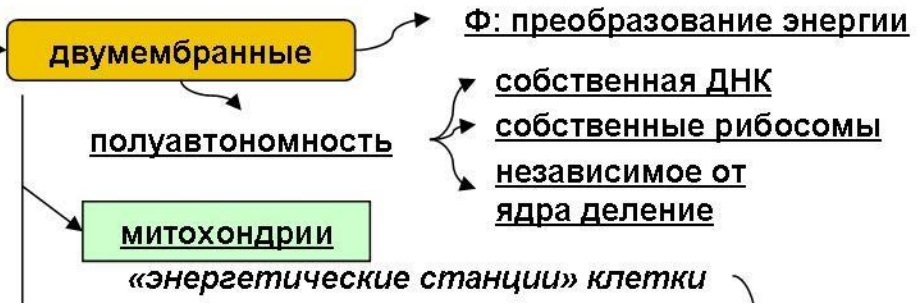 Ф: преобразование энергии
двумембранные
собственная ДНК
собственные рибосомы
полуавтономность
независимое от
ядра деление
митохондрии
«энергетические станции» клетки